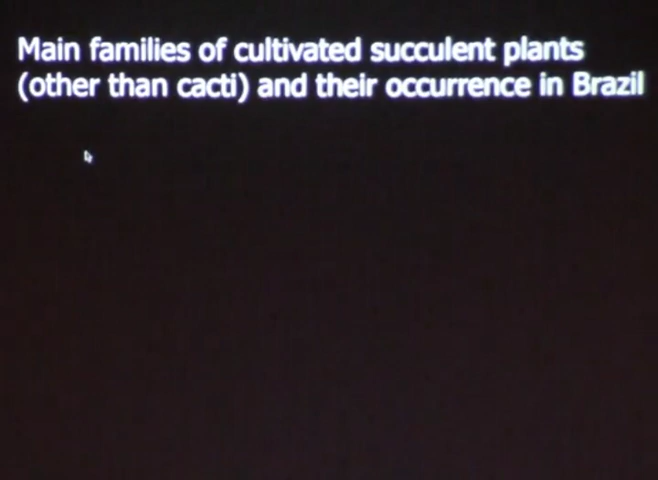 Main families of cultivated succulent plants
(other than cacti) and their occurrence in Brazil